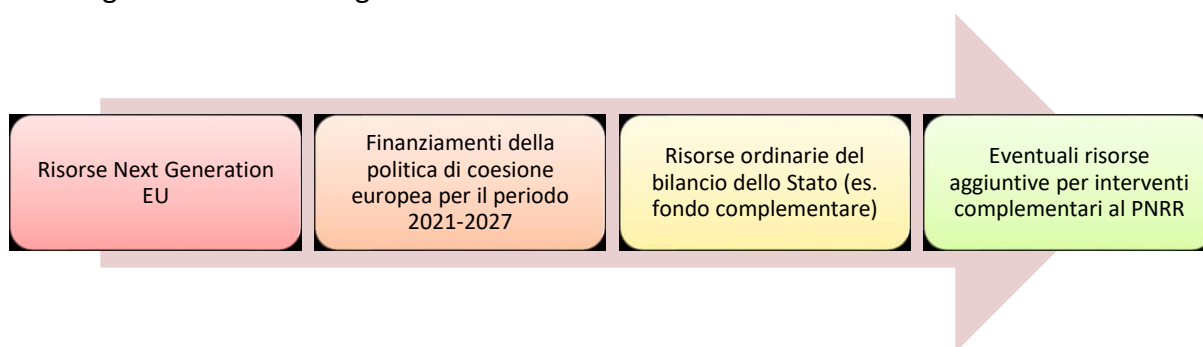 Risorse Next Generation
EU
Finanziamenti della
politica di coesione
europea per il periodo
2021-2027
Risorse ordinarie del
bilancio dello Stato (es.
fondo complementare)
Eventuali risorse
aggiuntive per interventi
complementari al PNRR